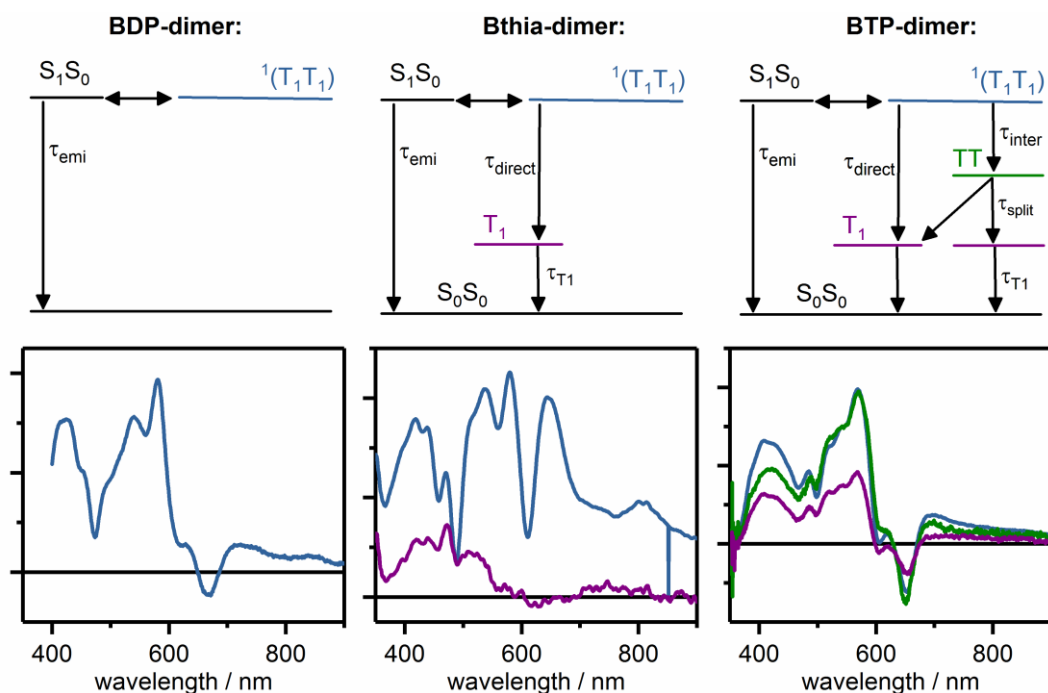 BDP-dimer:
S₁S₀
¹(T₁T₁)
τemi
Bthia-dimer:
S₁S₀
¹(T₁T₁)
τemi
τdirect
T₁
τT1
S₀S₀
BTP-dimer:
S₁S₀
¹(T₁T₁)
τinter
TT
τemi
τdirect
τsplit
T₁
τT1
S₀S₀
400 600 800
wavelength / nm
400 600 800
wavelength / nm
400 600 800
wavelength / nm